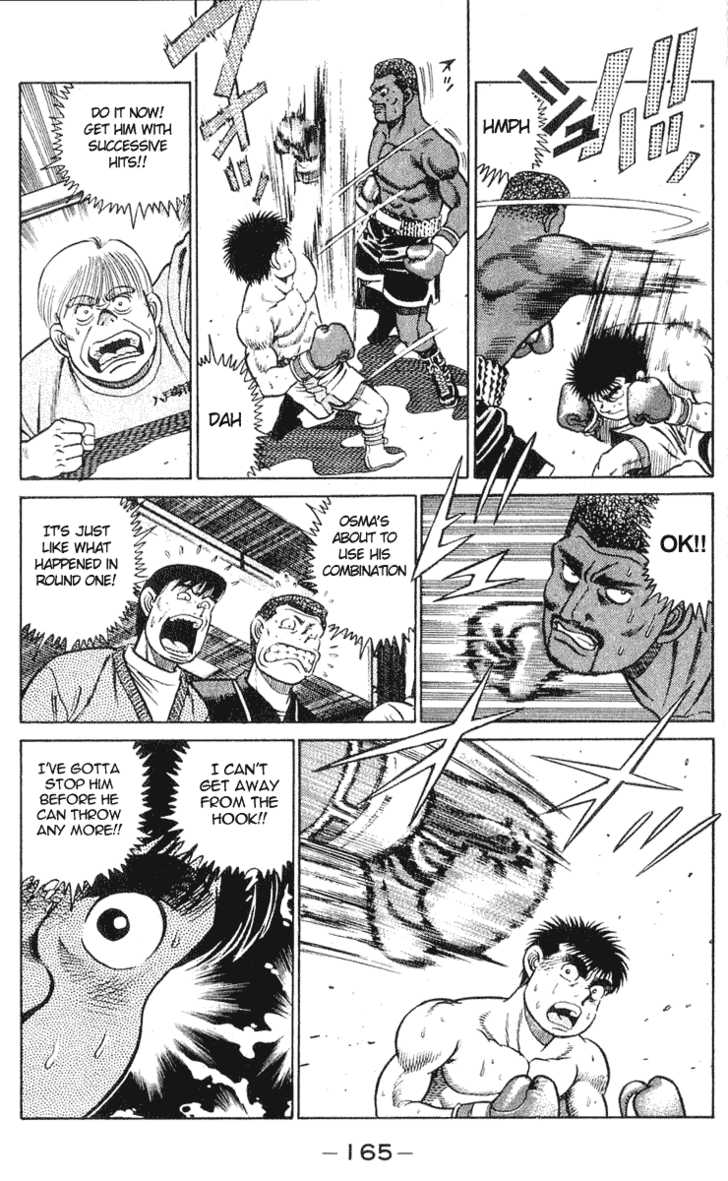 HMPH
DAH
DO IT NOW!
GET HIM WITH
SUCCESSIVE
HITS!!
OK!!
OSMA'S
ABOUT TO
USE HIS
COMBINATION
IT'S JUST
LIKE WHAT
HAPPENED IN
ROUND ONE!
I CAN'T
GET AWAY
FROM THE
HOOK!!
I'VE GOTTA
STOP HIM
BEFORE HE
CAN THROW
ANY MORE!!
-165-